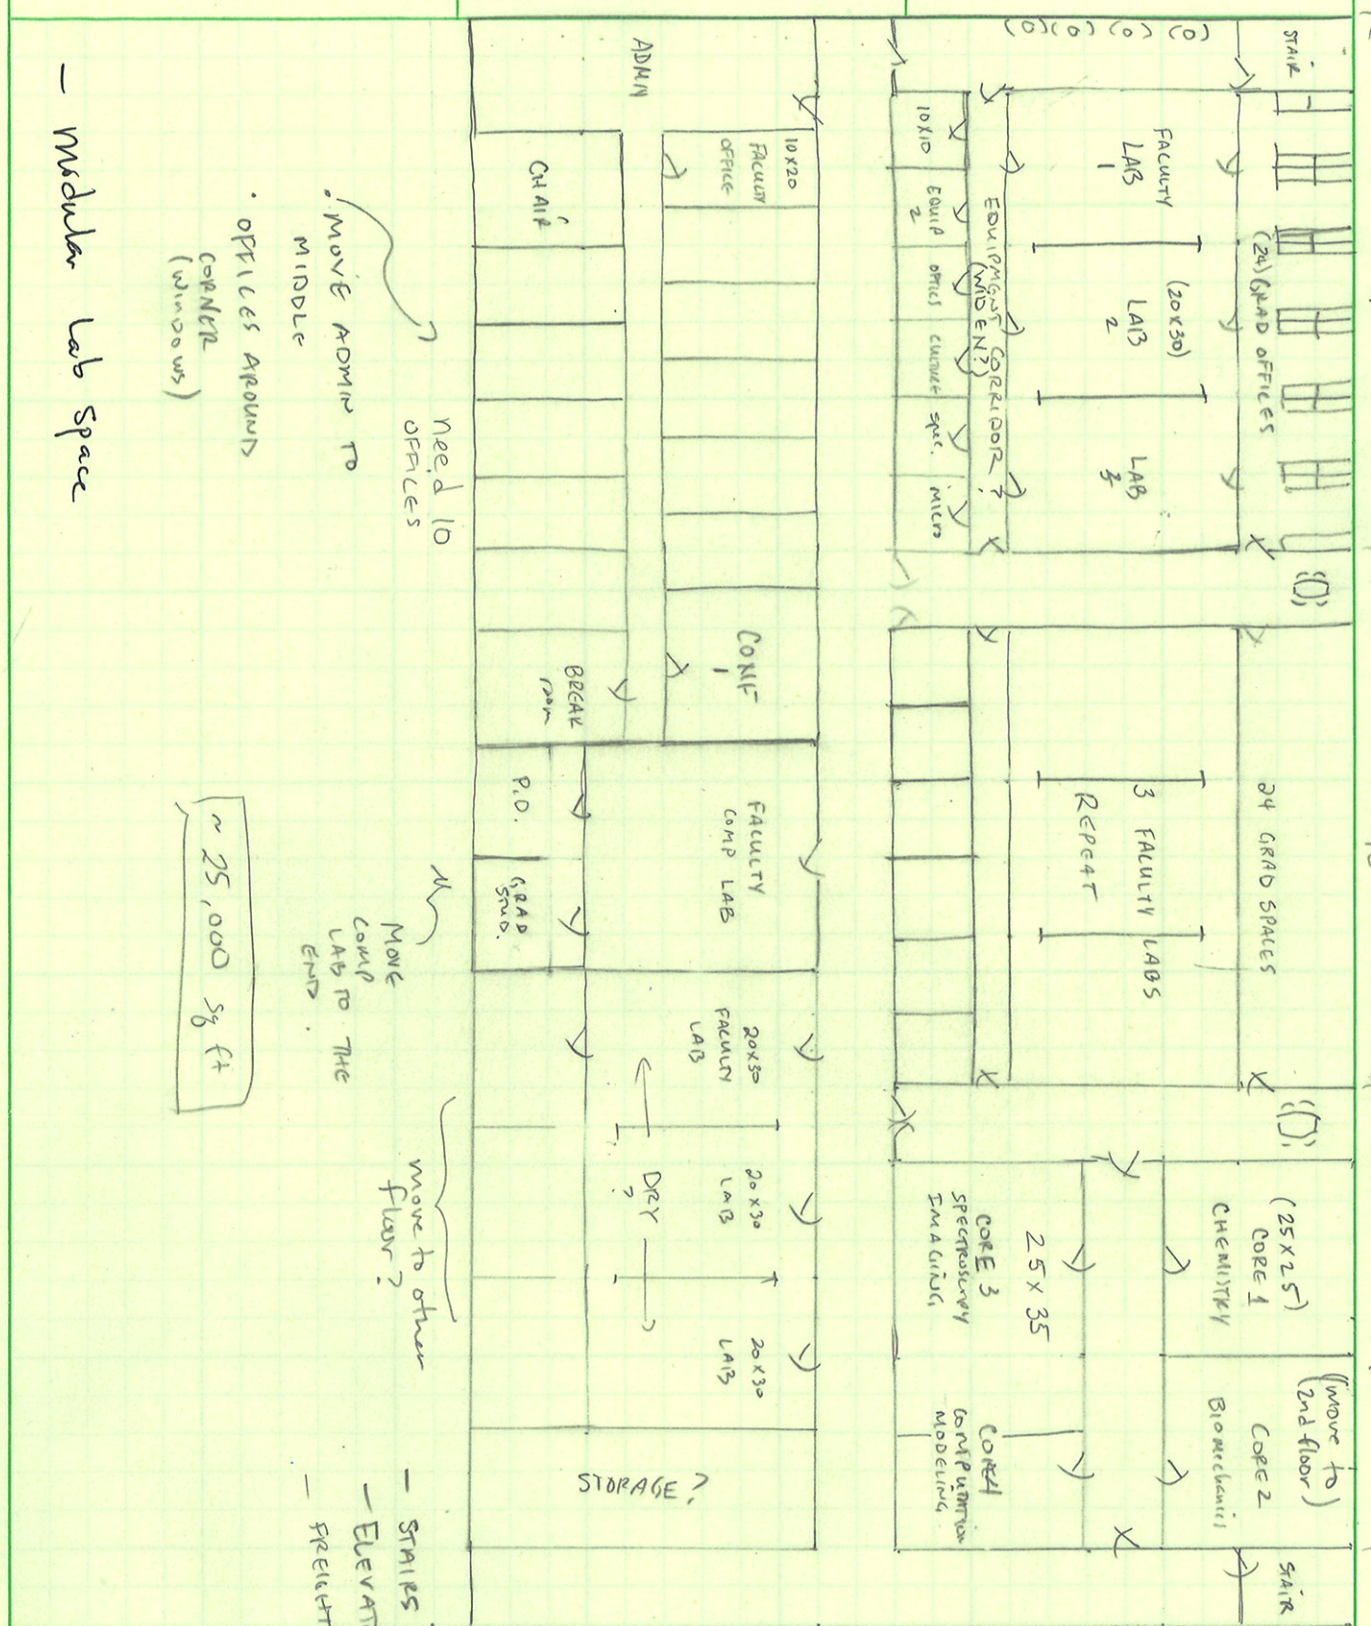 STAIR
(24) GRAD OFFICES
FACULTY
LAB
1
(20x30)
LAB
2
LAB
3
EQUIPMENT CORRIDOR?
(WIDEN?)
10x10
EQUIP
2
OPTICS
CULTURE
spec.
MICRO
24 GRAD SPACES
3 FACULTY LABS
REPEAT
(25x25)
CORE 1
CHEMISTRY
(move to
2nd floor)
CORE 2
Biomechanics
STAIR
25 x 35
CORE 3
SPECTROSCOPY
IMAGING
CORE 4
COMPUTATION
MODELING
ADMN
10x20
FACULTY
OFFICE
CONF
1
CHAIR
BREAK
room
FACULTY
COMP LAB
P.D.
GRAD
STUD.
20x30
FACULTY
LAB
20x30
LAB
20x30
LAB
DRY
?
STORAGE?
need 10
OFFICES
• MOVE ADMIN TO
MIDDLE
• OFFICES AROUND
CORNER
(WINDOWS)
MOVE
COMP
LAB TO THE
END.
move to other
floor?
- STAIRS
- ELEVAT
- FREIGHT
~ 25,000 sq ft
- Modular Lab Space